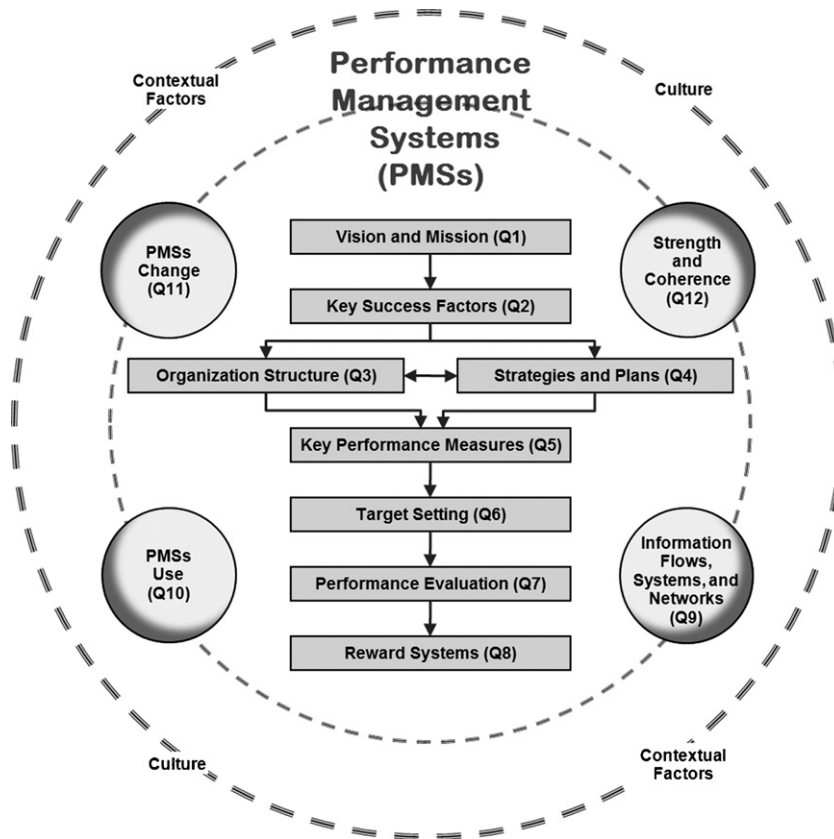 Performance
Management
Systems
(PMSs)
Contextual
Factors
Culture
PMSs
Change
(Q11)
Strength
and
Coherence
(Q12)
Vision and Mission (Q1)
Key Success Factors (Q2)
Organization Structure (Q3)
Strategies and Plans (Q4)
Key Performance Measures (Q5)
Target Setting (Q6)
Performance Evaluation (Q7)
Reward Systems (Q8)
PMSs
Use
(Q10)
Information
Flows,
Systems, and
Networks
(Q9)
Culture
Contextual
Factors